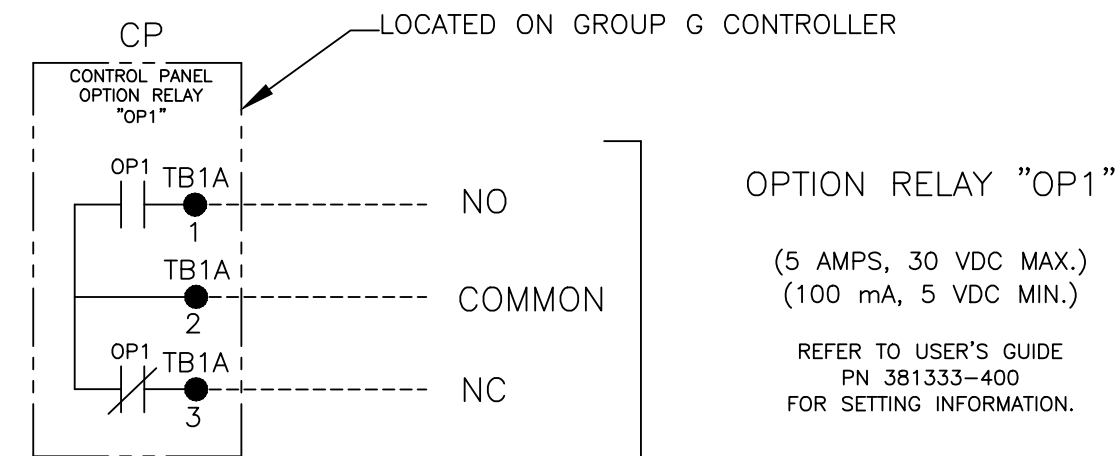 CP
LOCATED ON GROUP G CONTROLLER
CONTROL PANEL
OPTION RELAY
"OP1"
OP1 TB1A
1
NO
TB1A
2
COMMON
OP1 TB1A
3
NC
OPTION RELAY "OP1"
(5 AMPS, 30 VDC MAX.)
(100 mA, 5 VDC MIN.)
REFER TO USER'S GUIDE
PN 381333-400
FOR SETTING INFORMATION.